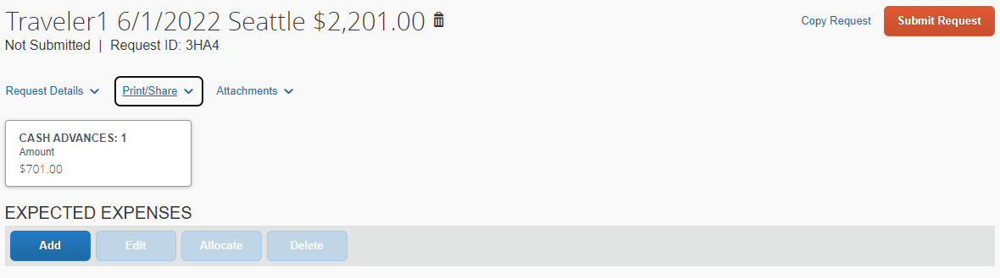 Traveler1 6/1/2022 Seattle $2,201.00
Copy Request
Submit Request
Not Submitted | Request ID: 3HA4
Request Details
Print/Share
Attachments
CASH ADVANCES: 1
Amount
$701.00
EXPECTED EXPENSES
Add
Edit
Allocate
Delete